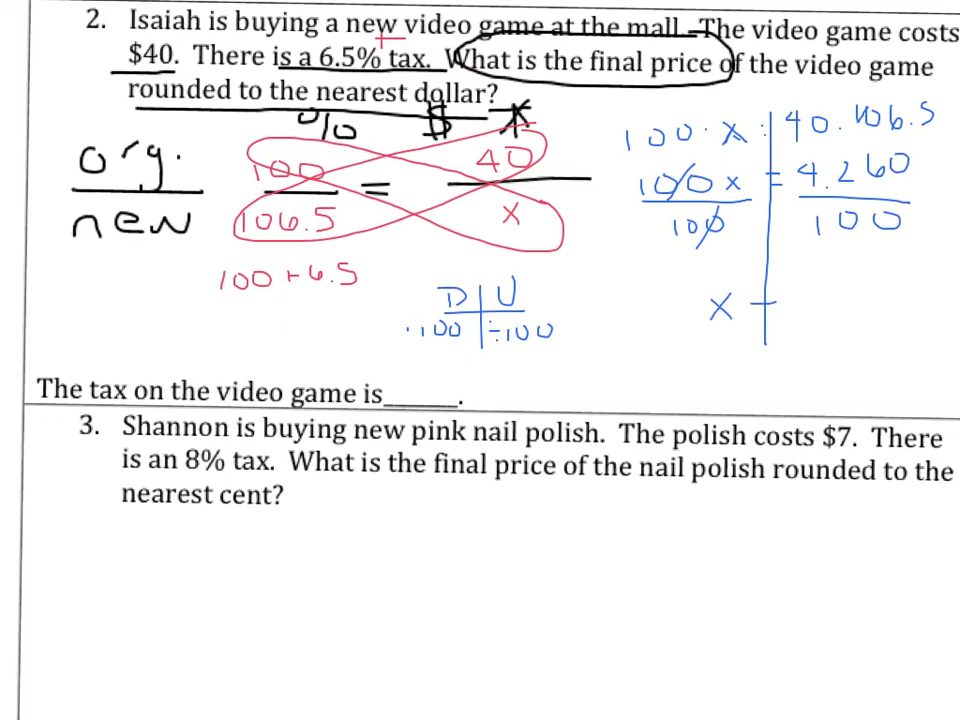 2. Isaiah is buying a new video game at the mall. The video game costs
$40. There is a 6.5% tax. What is the final price of the video game
rounded to the nearest dollar?
% $
org. 100 = 40
new 106.5 x
100 + 6.5
100 · x = 40 · 106.5
100 x = 4.260
100 100
D U
·100 ÷100
x
The tax on the video game is______.
3. Shannon is buying new pink nail polish. The polish costs $7. There
is an 8% tax. What is the final price of the nail polish rounded to the
nearest cent?